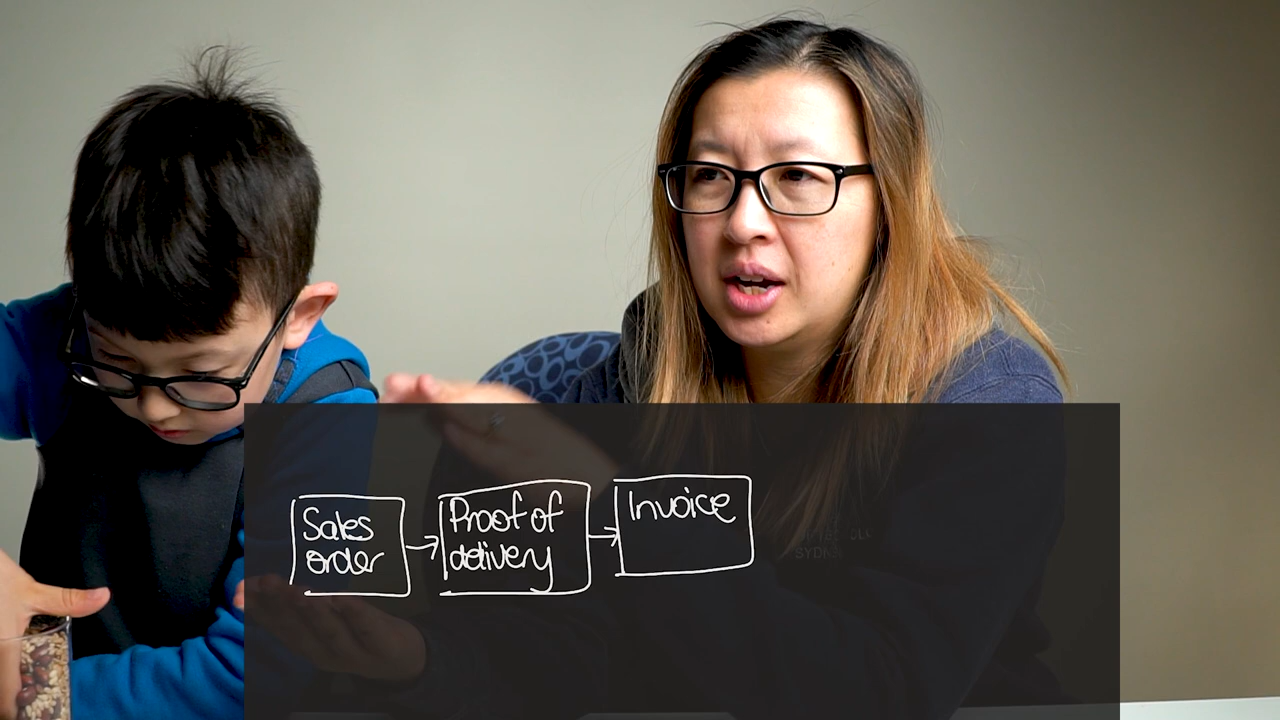 Sales
order
Proof of
delivery
Invoice